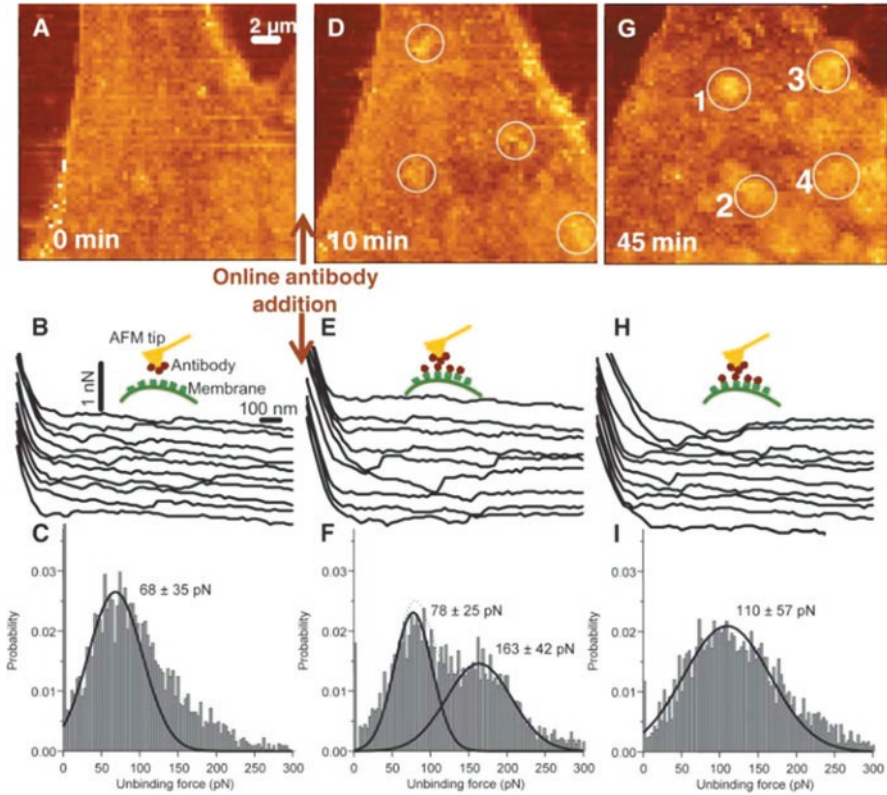 A
2 µm
0 min
D
10 min
G
1
2
3
4
45 min
Online antibody
addition
B
AFM tip
Antibody
Membrane
1 nN
100 nm
E
H
C
68 ± 35 pN
Probability
0.03
0.02
0.01
0.00
0 50 100 150 200 250 300
Unbinding force (pN)
F
78 ± 25 pN
163 ± 42 pN
Probability
0.03
0.02
0.01
0.00
0 50 100 150 200 250 300
Unbinding force (pN)
I
110 ± 57 pN
Probability
0.03
0.02
0.01
0.00
0 50 100 150 200 250 300
Unbinding force (pN)